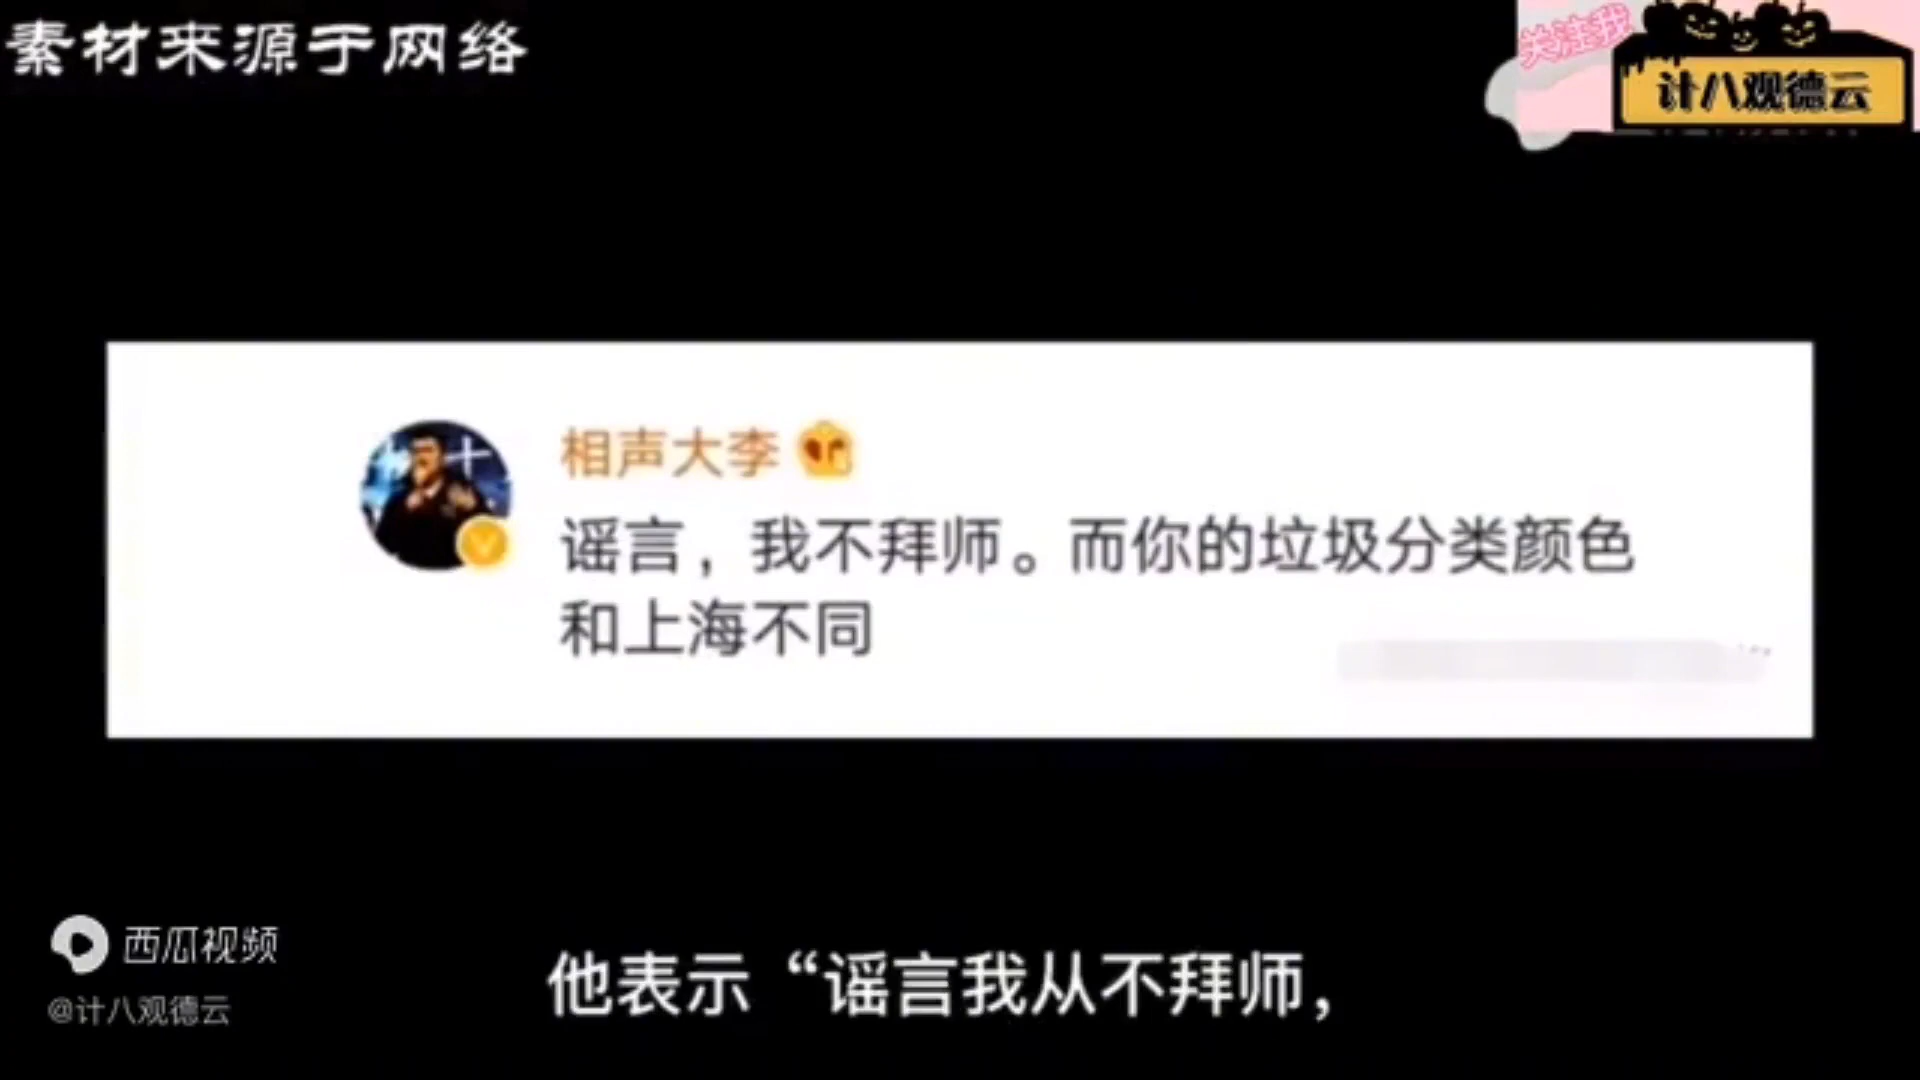 素材来源于网络
关注我
计八观德云
相声大李
谣言，我不拜师。而你的垃圾分类颜色
和上海不同
西瓜视频
@计八观德云
他表示“谣言我从不拜师，